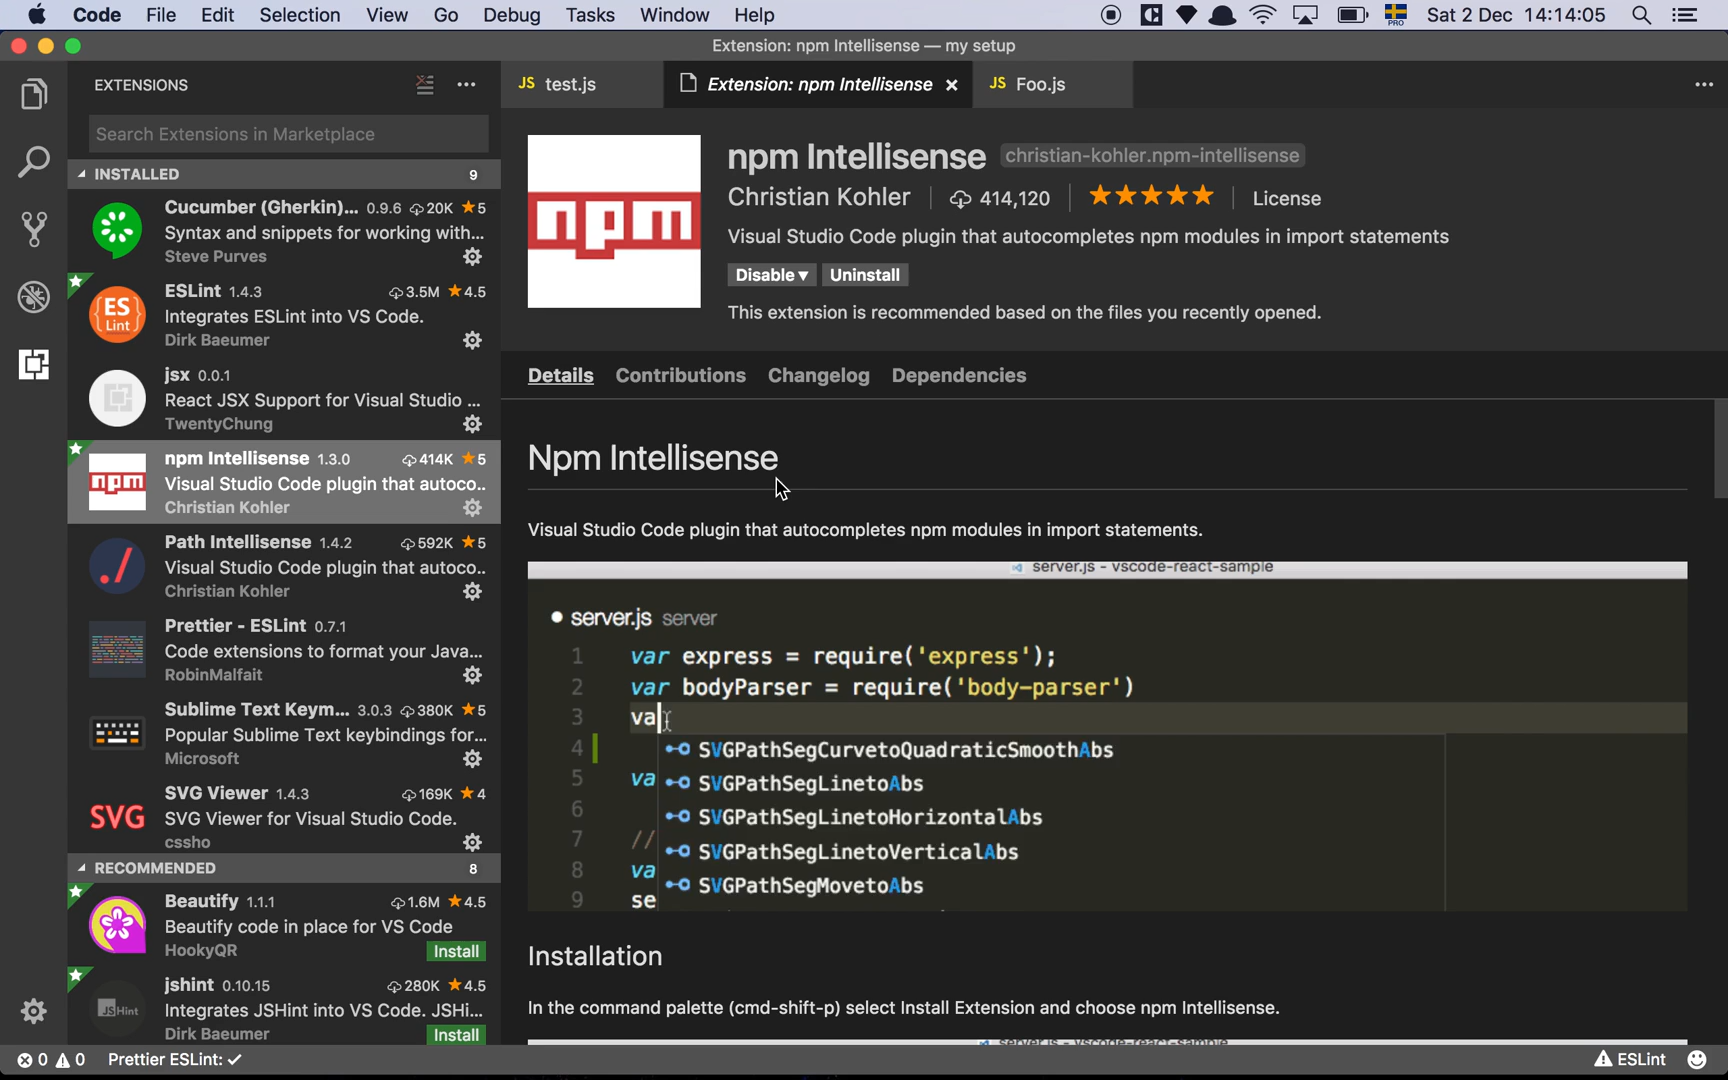 Code File Edit Selection View Go Debug Tasks Window Help PRO Sat 2 Dec 14:14:05
Extension: npm Intellisense — my setup
EXTENSIONS
JS test.js
Extension: npm Intellisense
JS Foo.js
Search Extensions in Marketplace
INSTALLED 9
Cucumber (Gherkin)... 0.9.6 20K ★5
Syntax and snippets for working with...
Steve Purves
ESLint 1.4.3 3.5M ★4.5
Integrates ESLint into VS Code.
Dirk Baeumer
ES
Lint
jsx 0.0.1
React JSX Support for Visual Studio ...
TwentyChung
npm Intellisense 1.3.0 414K ★5
Visual Studio Code plugin that autoco..
Christian Kohler
npm
Path Intellisense 1.4.2 592K ★5
Visual Studio Code plugin that autoco..
Christian Kohler
./
Prettier - ESLint 0.7.1
Code extensions to format your Java...
RobinMalfait
Sublime Text Keym... 3.0.3 380K ★5
Popular Sublime Text keybindings for...
Microsoft
SVG Viewer 1.4.3 169K ★4
SVG Viewer for Visual Studio Code.
cssho
SVG
RECOMMENDED 8
Beautify 1.1.1 1.6M ★4.5
Beautify code in place for VS Code
HookyQR Install
jshint 0.10.15 280K ★4.5
Integrates JSHint into VS Code. JSHi...
Dirk Baeumer Install
JSHint
npm
npm Intellisense christian-kohler.npm-intellisense
Christian Kohler 414,120 ★★★★★ License
Visual Studio Code plugin that autocompletes npm modules in import statements
Disable▼ Uninstall
This extension is recommended based on the files you recently opened.
Details Contributions Changelog Dependencies
Npm Intellisense
Visual Studio Code plugin that autocompletes npm modules in import statements.
server.js - vscode-react-sample
server.js server
1 var express = require('express');
2 var bodyParser = require('body-parser')
3 va
4 SVGPathSegCurvetoQuadraticSmoothAbs
5 va SVGPathSegLinetoAbs
6 SVGPathSegLinetoHorizontalAbs
7 // SVGPathSegLinetoVerticalAbs
8 va SVGPathSegMovetoAbs
9 se
Installation
In the command palette (cmd-shift-p) select Install Extension and choose npm Intellisense.
server.js - vscode-react-sample
0 0 Prettier ESLint: ✓ ESLint